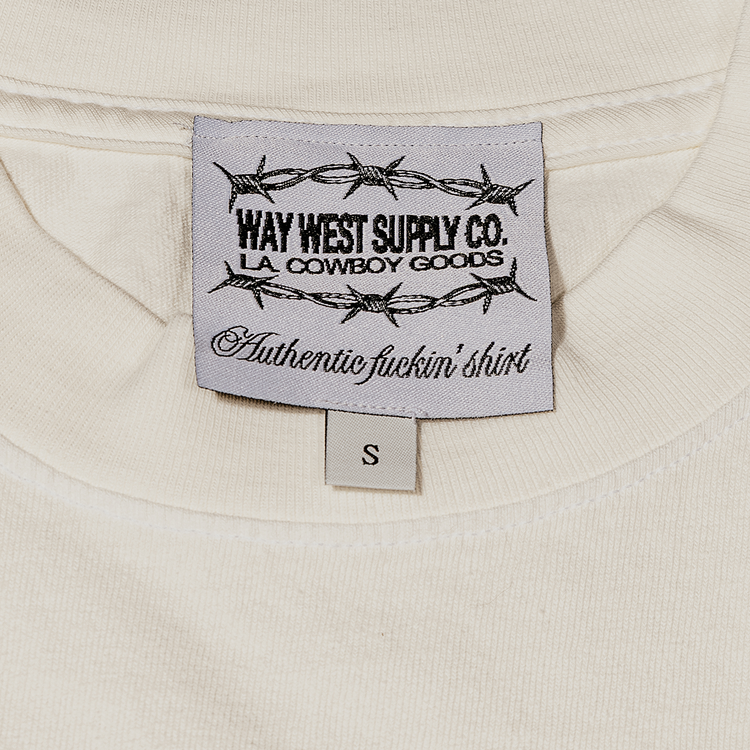 WAY WEST SUPPLY CO.
L.A. COWBOY GOODS
Authentic fuckin' shirt
S